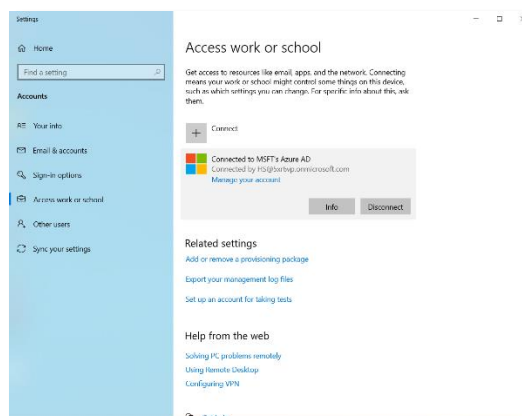 Settings
Home
Find a setting
Accounts
Your info
Email & accounts
Sign-in options
Access work or school
Other users
Sync your settings
Access work or school
Get access to resources like email, apps, and the network. Connecting
means your work or school might control some things on this device,
such as which settings you can change. For specific info about this, ask
them.
Connect
Connected to MSFT's Azure AD
Connected by
Manage your account
Info
Disconnect
Related settings
Add or remove a provisioning package
Export your management log files
Set up an account for taking tests
Help from the web
Solving PC problems remotely
Using Remote Desktop
Configuring VPN